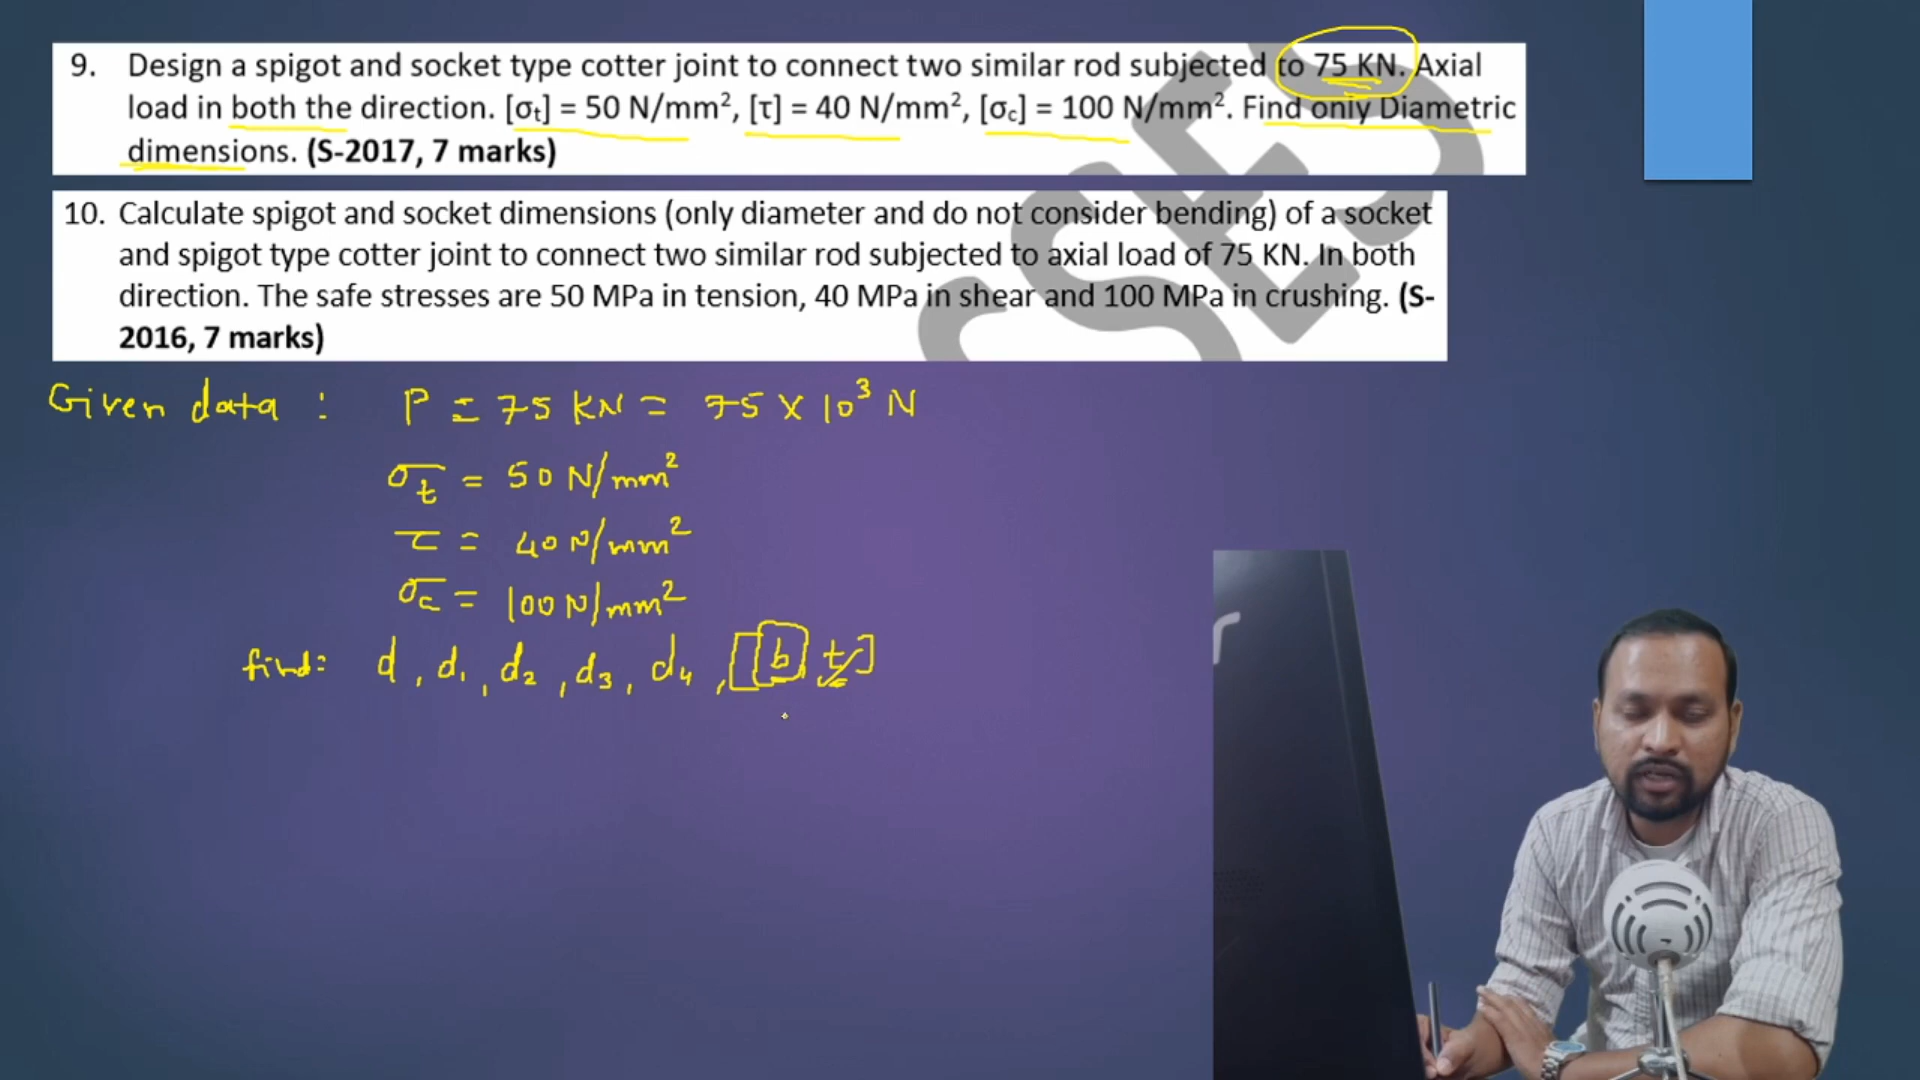 9. Design a spigot and socket type cotter joint to connect two similar rod subjected to 75 KN. Axial
load in both the direction. [σt] = 50 N/mm², [τ] = 40 N/mm², [σc] = 100 N/mm². Find only Diametric
dimensions. (S-2017, 7 marks)
10. Calculate spigot and socket dimensions (only diameter and do not consider bending) of a socket
and spigot type cotter joint to connect two similar rod subjected to axial load of 75 KN. In both
direction. The safe stresses are 50 MPa in tension, 40 MPa in shear and 100 MPa in crushing. (S-
2016, 7 marks)
Given data : P = 75 KN = 75 × 10³ N
σt = 50 N/mm²
τ = 40 N/mm²
σc = 100 N/mm²
find: d, d1, d2, d3, d4, [b, t]